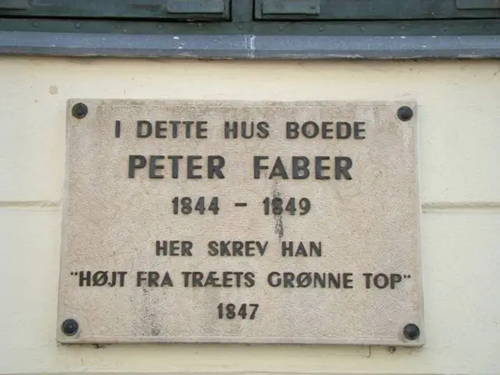 I DETTE HUS BOEDE
PETER FABER
1844 - 1849
HER SKREV HAN
"HØJT FRA TRÆETS GRØNNE TOP"
1847